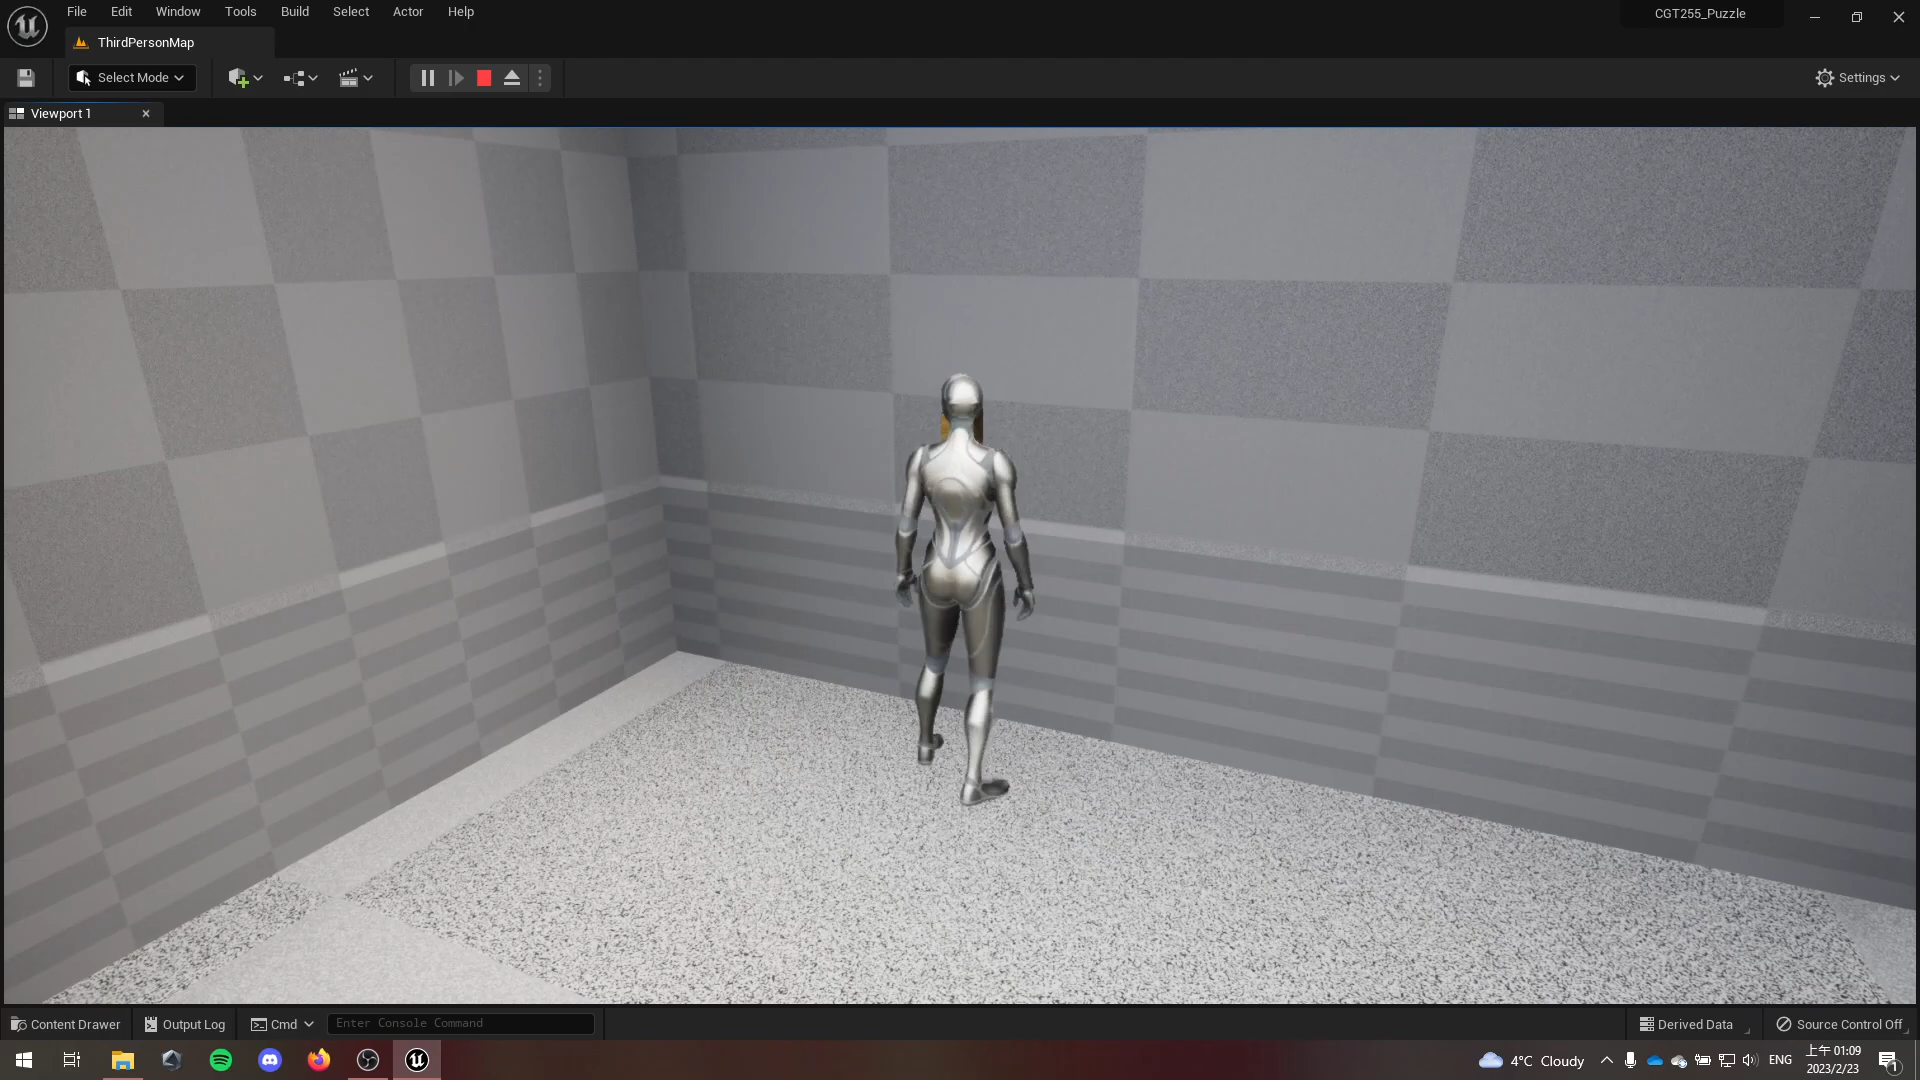 File Edit Window Tools Build Select Actor Help
CGT255_Puzzle
ThirdPersonMap
Select Mode
Settings
Viewport 1
Content Drawer
Output Log
Cmd
Enter Console Command
Derived Data
Source Control Off
4°C Cloudy
ENG
上午 01:09
2023/2/23
1